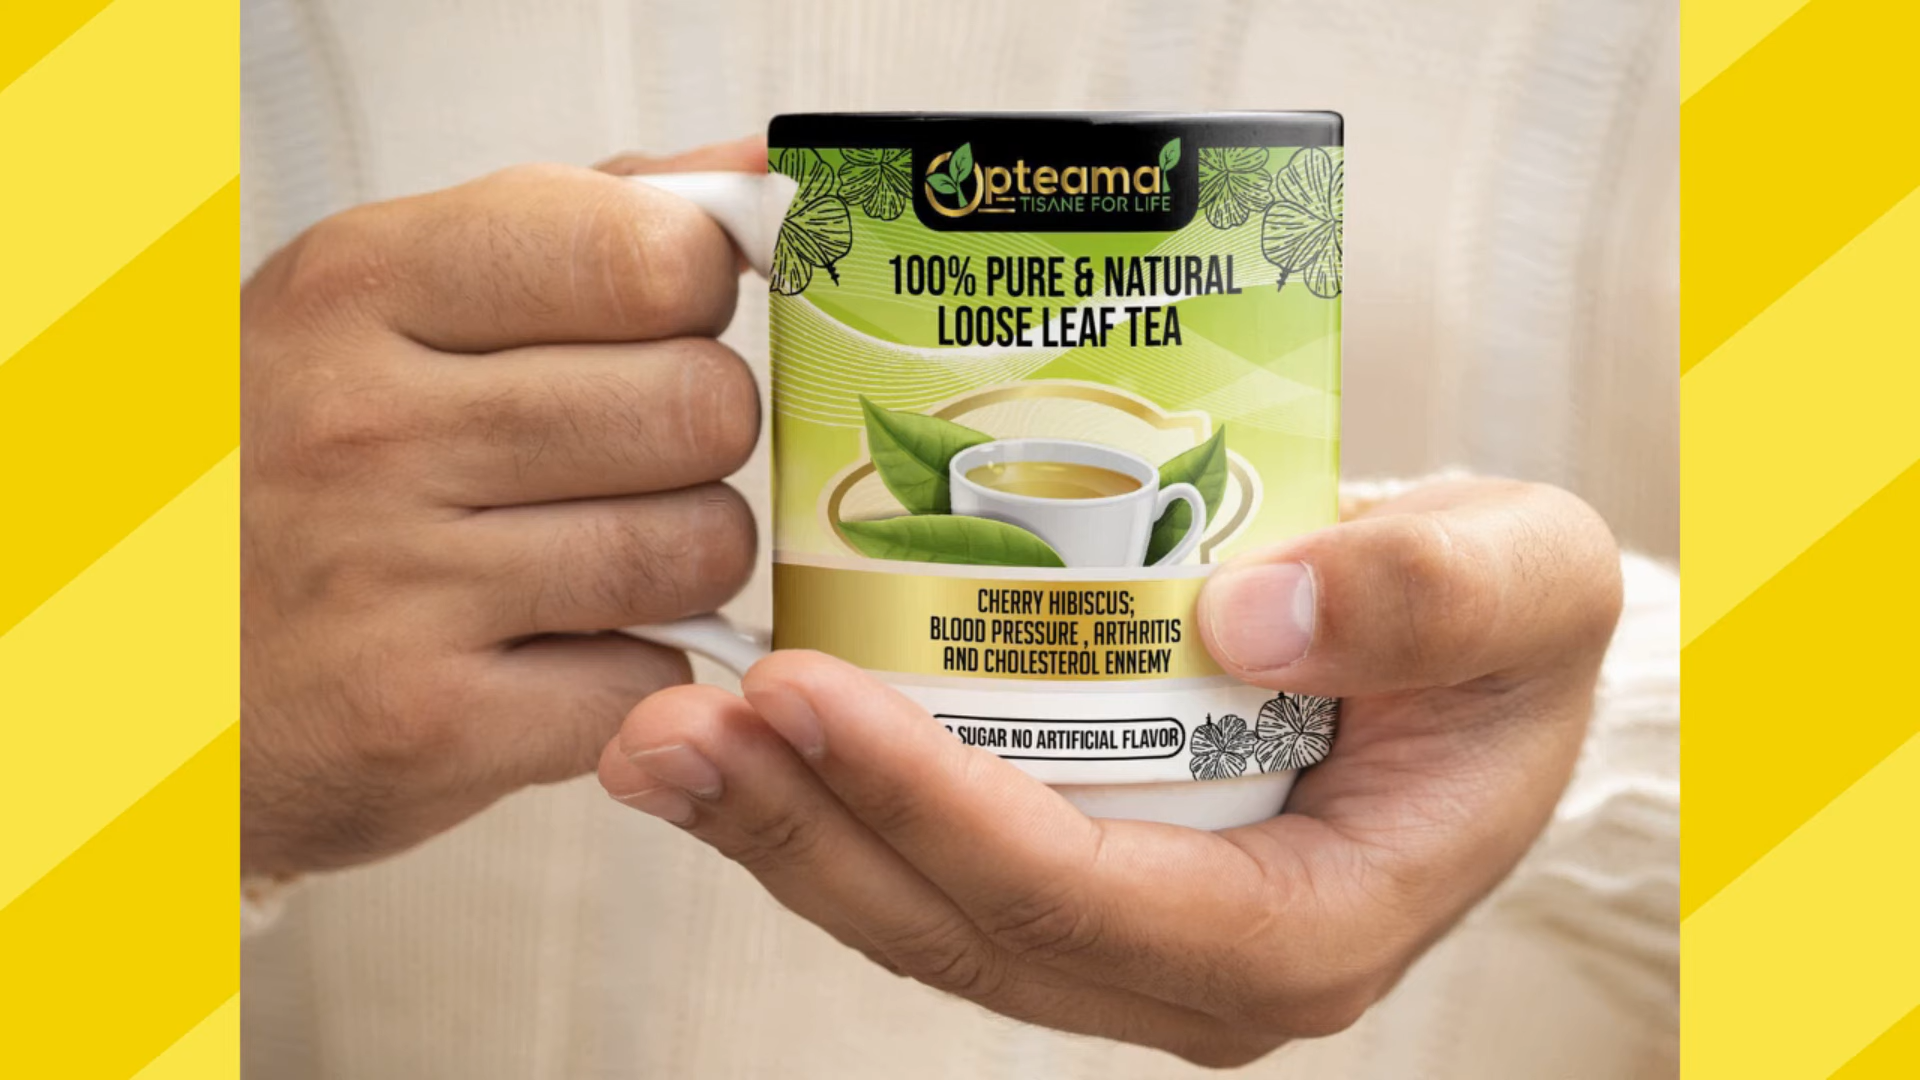 Opteama
TISANE FOR LIFE
100% PURE & NATURAL
LOOSE LEAF TEA
CHERRY HIBISCUS;
BLOOD PRESSURE , ARTHRITIS
AND CHOLESTEROL ENNEMY
SUGAR NO ARTIFICIAL FLAVOR